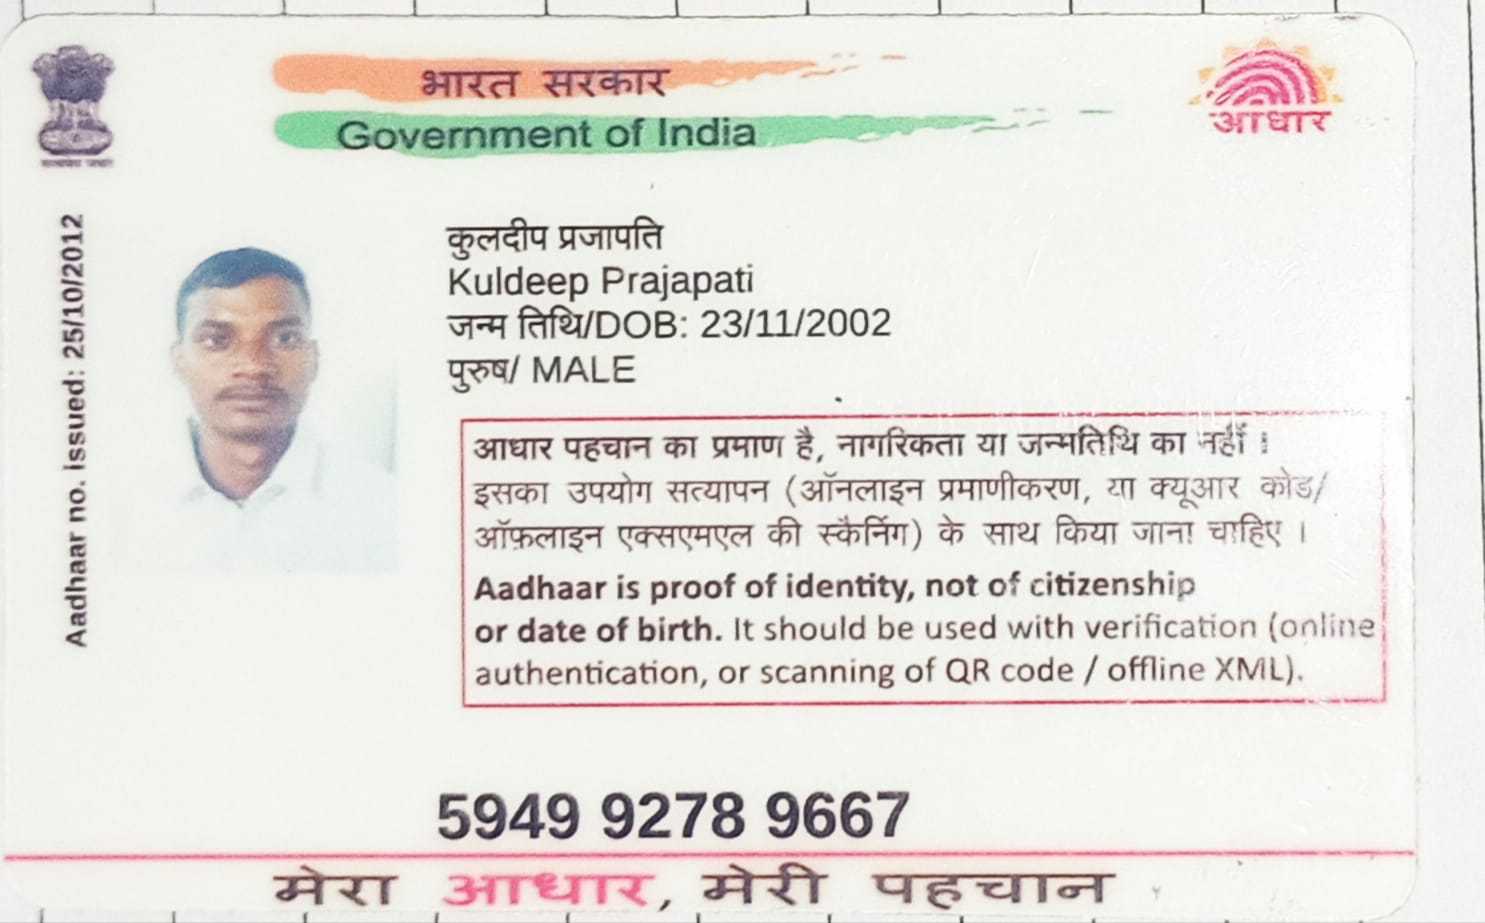 भारत सरकार
Government of India
आधार
Aadhaar no. issued: 25/10/2012
कुलदीप प्रजापति
Kuldeep Prajapati
जन्म तिथि/DOB: 23/11/2002
पुरुष/ MALE
आधार पहचान का प्रमाण है, नागरिकता या जन्मतिथि का नहीं ।
इसका उपयोग सत्यापन (ऑनलाइन प्रमाणीकरण, या क्यूआर कोड/
ऑफ़लाइन एक्सएमएल की स्कैनिंग) के साथ किया जाना चाहिए ।
Aadhaar is proof of identity, not of citizenship
or date of birth. It should be used with verification (online
authentication, or scanning of QR code / offline XML).
5949 9278 9667
मेरा आधार, मेरी पहचान